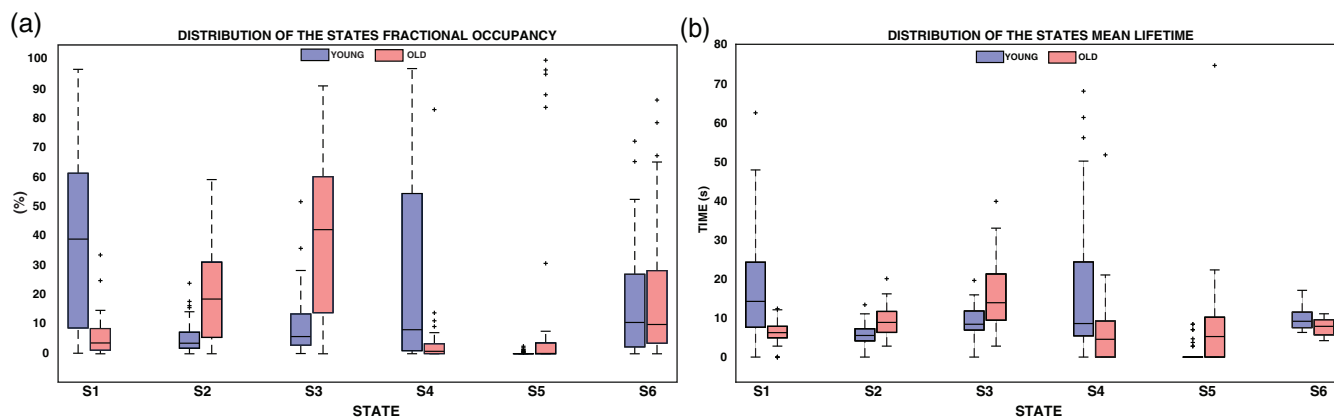 (a)
DISTRIBUTION OF THE STATES FRACTIONAL OCCUPANCY
YOUNG OLD
100
90
80
70
60
50
40
30
20
10
0
(%)
S1 S2 S3 S4 S5 S6
STATE
(b)
DISTRIBUTION OF THE STATES MEAN LIFETIME
YOUNG OLD
80
70
60
50
40
30
20
10
0
TIME (s)
S1 S2 S3 S4 S5 S6
STATE